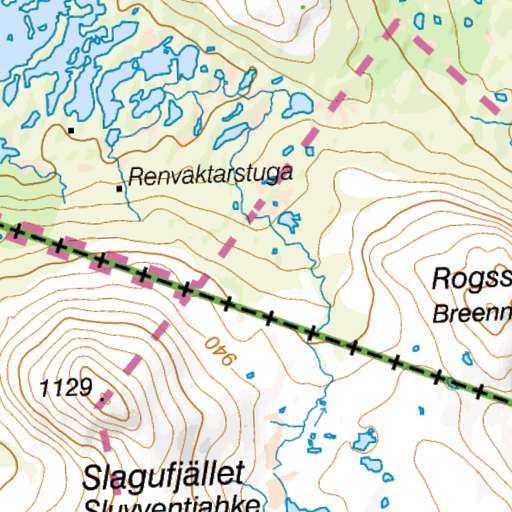 Renvaktarstuga
Rogss
Breenn
940
1129
Slagufjället
Sluvventjahke